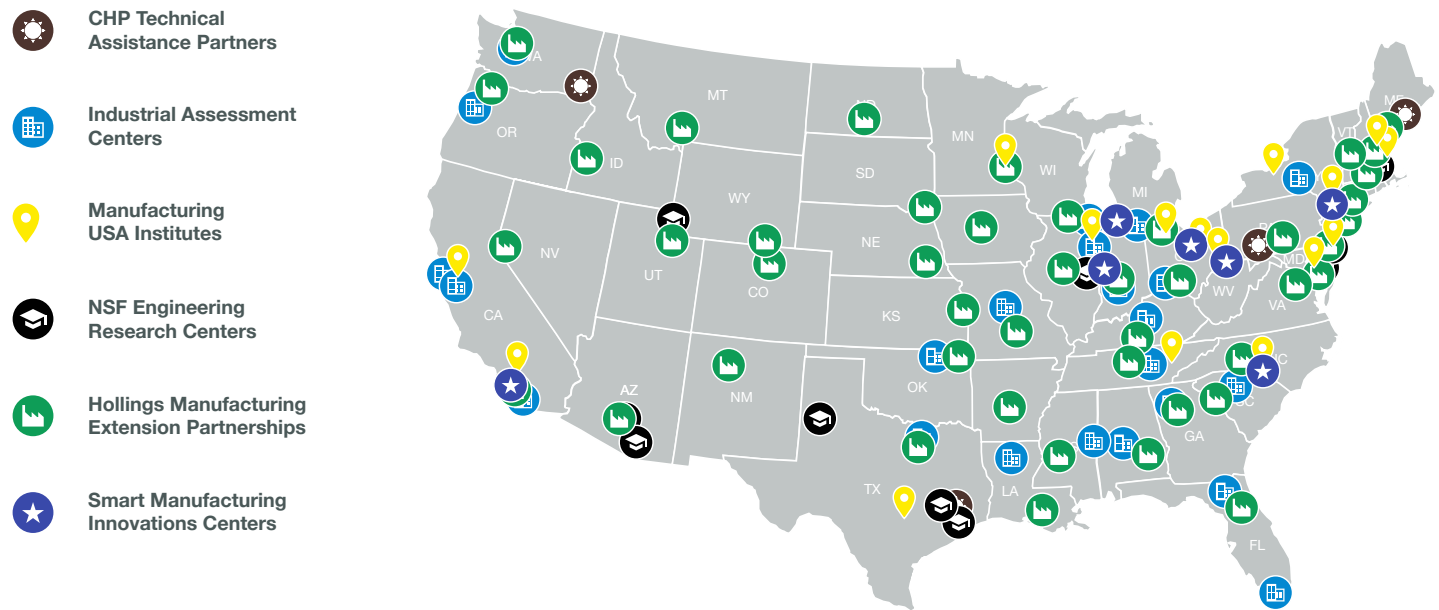 CHP Technical
Assistance Partners
Industrial Assessment
Centers
Manufacturing
USA Institutes
NSF Engineering
Research Centers
Hollings Manufacturing
Extension Partnerships
Smart Manufacturing
Innovations Centers
MT
MN
OR
ID
SD
WI
MI
VT
WY
NE
NV
UT
CO
MD
WV
VA
CA
KS
AZ
NM
OK
GA
TX
LA
FL